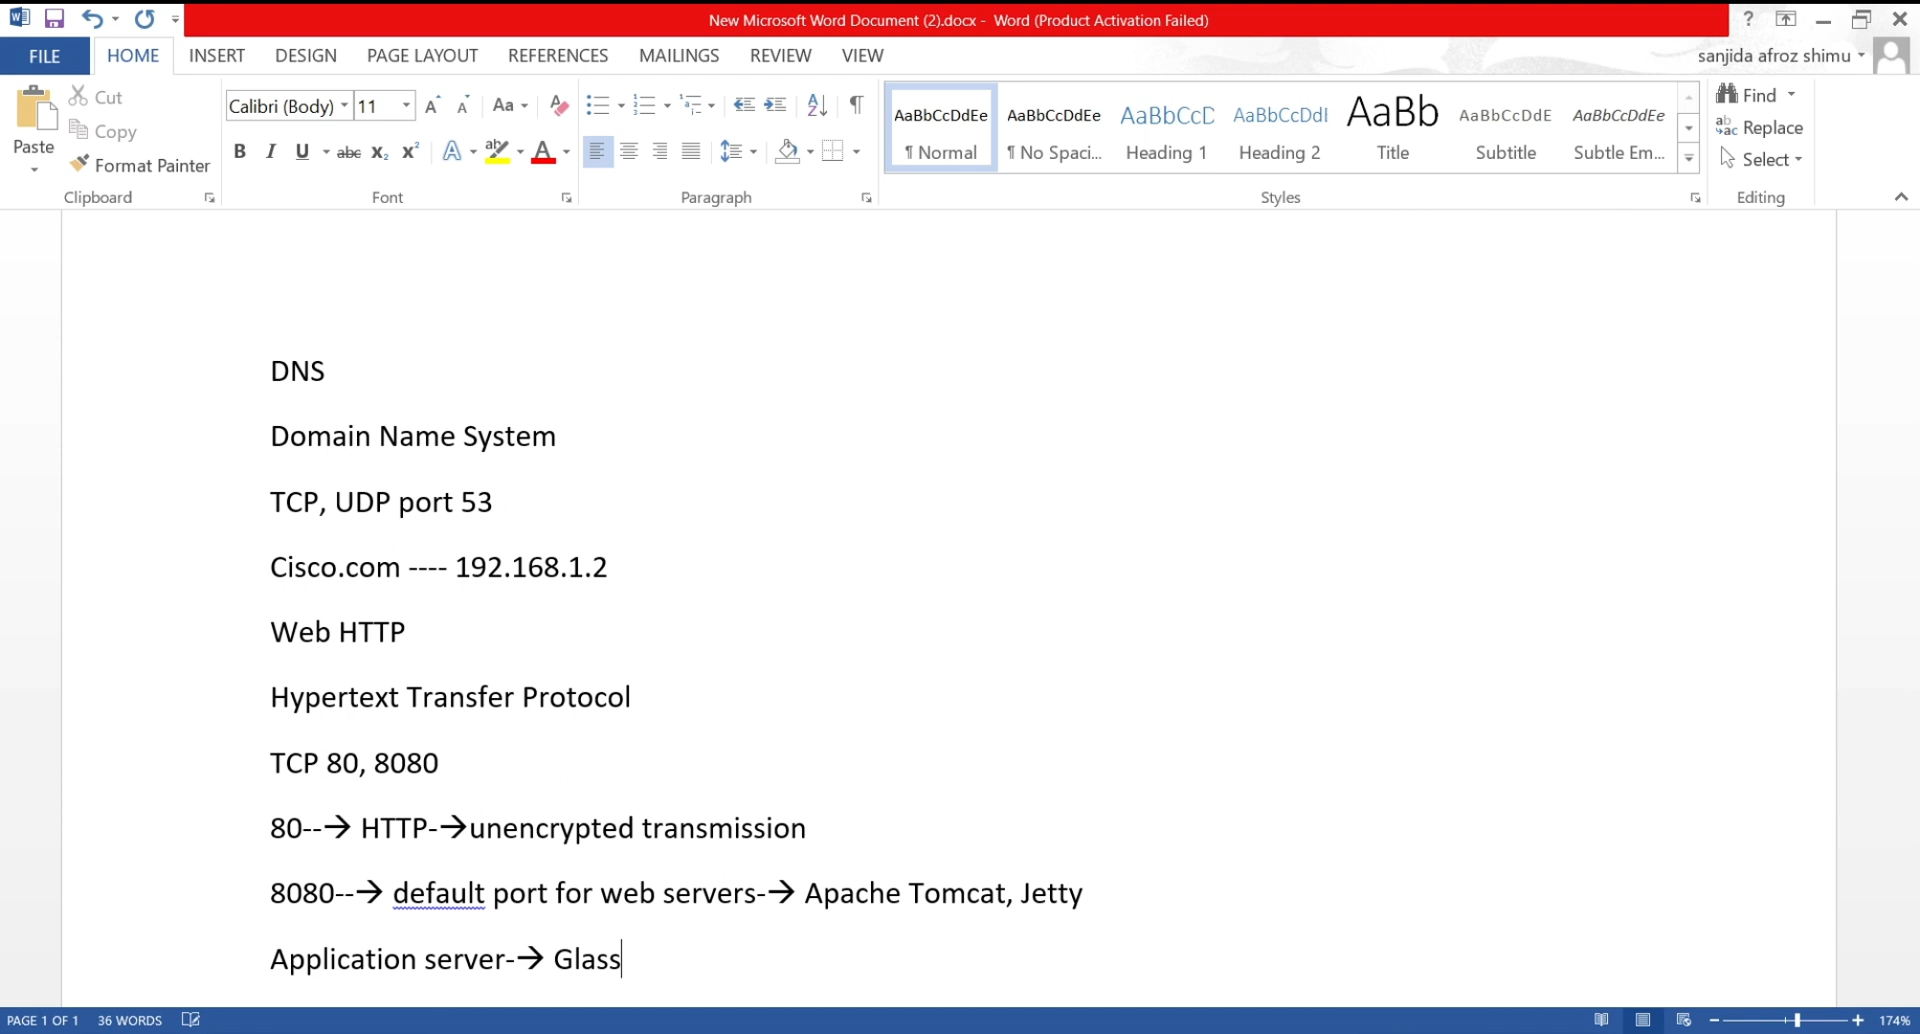 New Microsoft Word Document (2).docx - Word (Product Activation Failed)
?
FILE HOME INSERT DESIGN PAGE LAYOUT REFERENCES MAILINGS REVIEW VIEW sanjida afroz shimu
Paste
Cut
Copy
Format Painter
Clipboard
Calibri (Body) 11
Font
Paragraph
AaBbCcDdEe AaBbCcDdEe AaBbCcD AaBbCcDdI AaBb AaBbCcDdE AaBbCcDdEe
¶ Normal ¶ No Spaci... Heading 1 Heading 2 Title Subtitle Subtle Em...
Styles
Find
Replace
Select
Editing
DNS
Domain Name System
TCP, UDP port 53
Cisco.com ---- 192.168.1.2
Web HTTP
Hypertext Transfer Protocol
TCP 80, 8080
80--→ HTTP-→unencrypted transmission
8080--→ default port for web servers-→ Apache Tomcat, Jetty
Application server-→ Glass
PAGE 1 OF 1 36 WORDS 174%